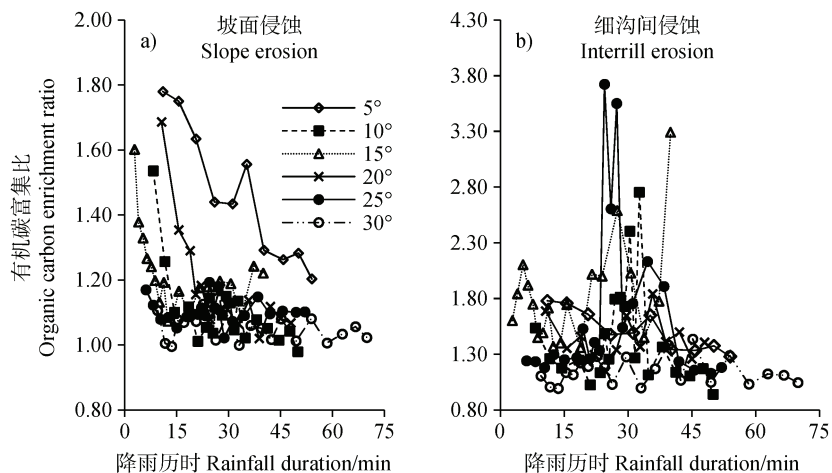 坡面侵蚀
Slope erosion
a)
有机碳富集比
Organic carbon enrichment ratio
2.00
1.80
1.60
1.40
1.20
1.00
0.80
5°
10°
15°
20°
25°
30°
0 15 30 45 60 75
降雨历时 Rainfall duration/min
细沟间侵蚀
Interrill erosion
b)
4.30
3.80
3.30
2.80
2.30
1.80
1.30
0.80
0 15 30 45 60 75
降雨历时 Rainfall duration/min